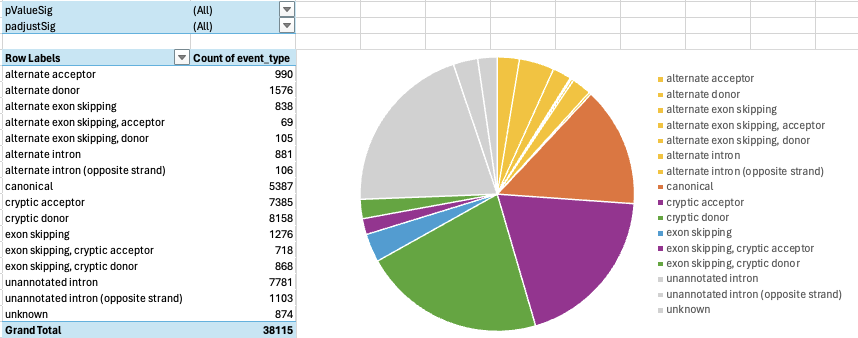 pValueSig (All)
padjustSig (All)
Row Labels Count of event_type
alternate acceptor 990
alternate donor 1576
alternate exon skipping 838
alternate exon skipping, acceptor 69
alternate exon skipping, donor 105
alternate intron 881
alternate intron (opposite strand) 106
canonical 5387
cryptic acceptor 7385
cryptic donor 8158
exon skipping 1276
exon skipping, cryptic acceptor 718
exon skipping, cryptic donor 868
unannotated intron 7781
unannotated intron (opposite strand) 1103
unknown 874
Grand Total 38115
alternate acceptor
alternate donor
alternate exon skipping
alternate exon skipping, acceptor
alternate exon skipping, donor
alternate intron
alternate intron (opposite strand)
canonical
cryptic acceptor
cryptic donor
exon skipping
exon skipping, cryptic acceptor
exon skipping, cryptic donor
unannotated intron
unannotated intron (opposite strand)
unknown